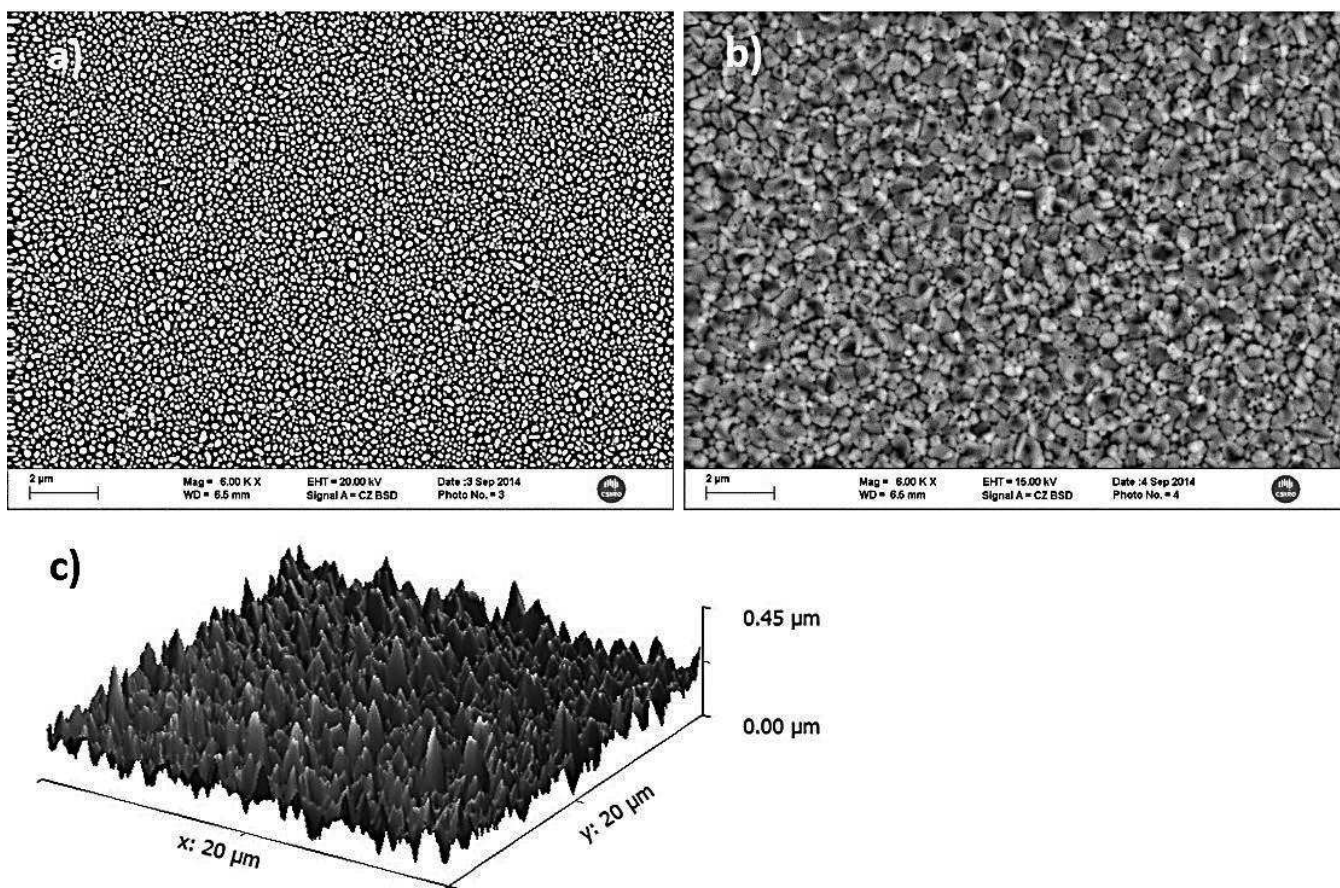 a)
2 µm
Mag = 6.00 K X
WD = 6.5 mm
EHT = 20.00 kV
Signal A = CZ BSD
Date :3 Sep 2014
Photo No. = 3
CSIRO
b)
2 µm
Mag = 6.00 K X
WD = 6.5 mm
EHT = 15.00 kV
Signal A = CZ BSD
Date :4 Sep 2014
Photo No. = 4
CSIRO
c)
0.45 µm
0.00 µm
x: 20 µm
y: 20 µm